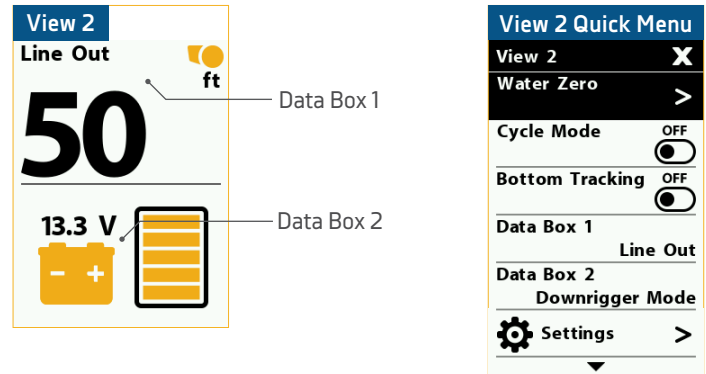 View 2
Line Out
ft
50
Data Box 1
13.3 V
Data Box 2
View 2 Quick Menu
View 2 X
Water Zero
>
Cycle Mode OFF
Bottom Tracking OFF
Data Box 1
Line Out
Data Box 2
Downrigger Mode
Settings >